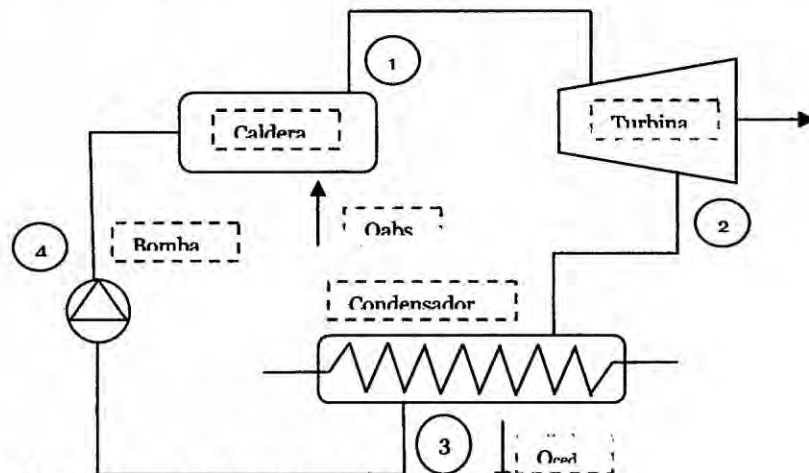 1
Caldera
Turbina
4
Bomba
Qabs
2
Condensador
3
Qced